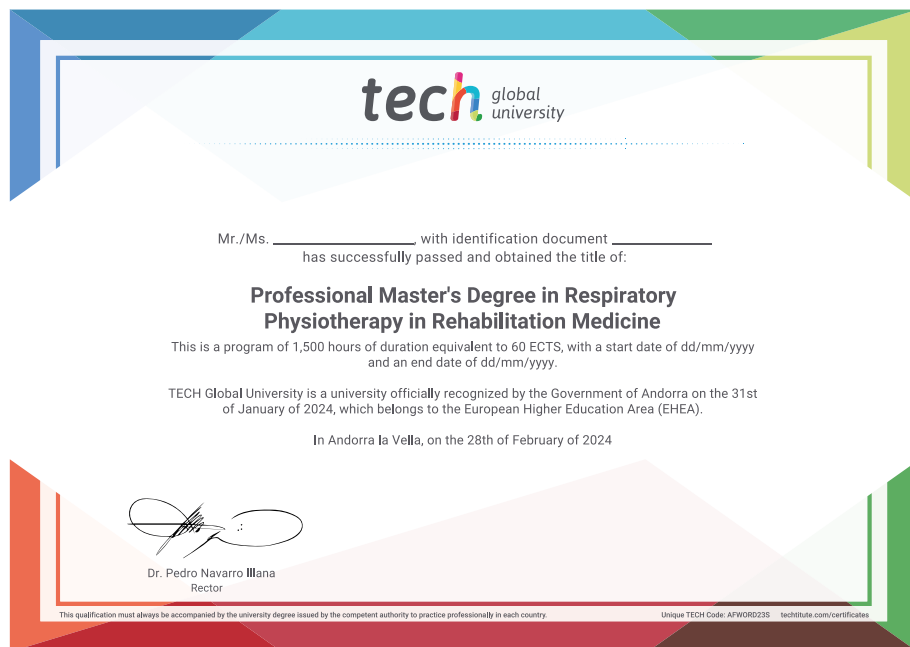 tech global
university
Mr./Ms. ________________, with identification document ____________
has successfully passed and obtained the title of:
Professional Master's Degree in Respiratory
Physiotherapy in Rehabilitation Medicine
This is a program of 1,500 hours of duration equivalent to 60 ECTS, with a start date of dd/mm/yyyy
and an end date of dd/mm/yyyy.
TECH Global University is a university officially recognized by the Government of Andorra on the 31st
of January of 2024, which belongs to the European Higher Education Area (EHEA).
In Andorra la Vella, on the 28th of February of 2024
Dr. Pedro Navarro Illana
Rector
This qualification must always be accompanied by the university degree issued by the competent authority to practice professionally in each country.
Unique TECH Code: AFWORD23S techtitute.com/certificates